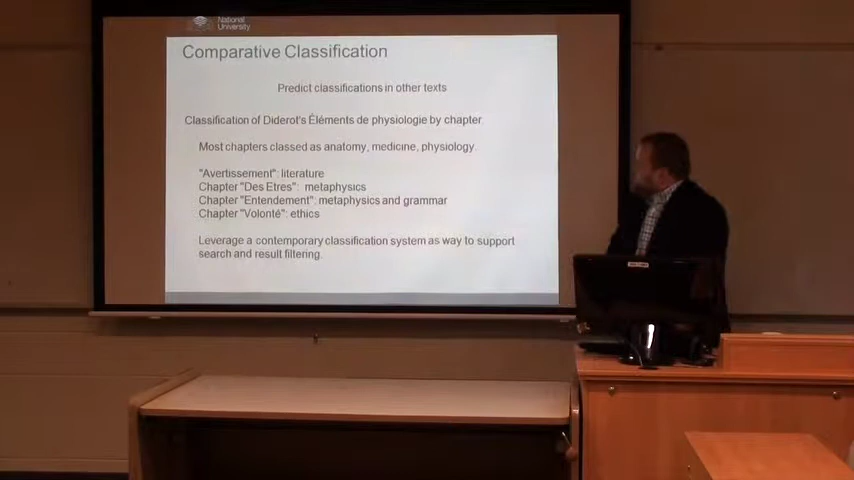 National
University
Comparative Classification
Predict classifications in other texts
Classification of Diderot's Éléments de physiologie by chapter.
Most chapters classed as anatomy, medicine, physiology.
"Avertissement": literature
Chapter "Des Etres": metaphysics
Chapter "Entendement": metaphysics and grammar
Chapter "Volonté": ethics
Leverage a contemporary classification system as way to support
search and result filtering.